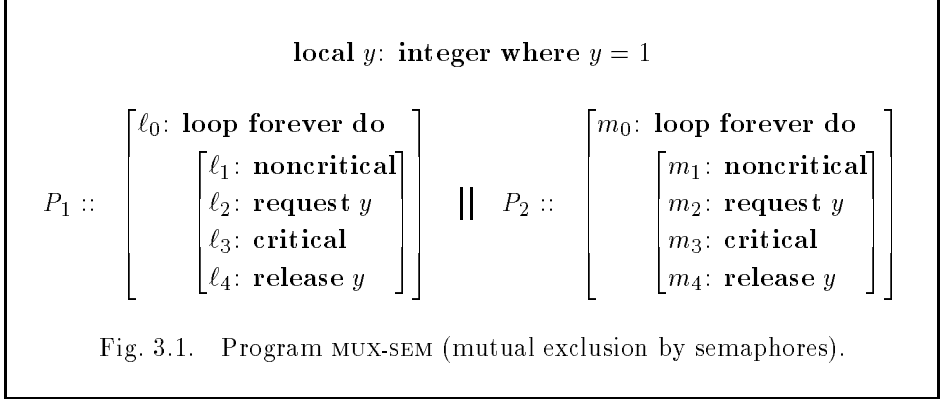 local y: integer where y = 1
ℓ0: loop forever do m0: loop forever do
ℓ1: noncritical m1: noncritical
P1 :: ℓ2: request y || P2 :: m2: request y
ℓ3: critical m3: critical
ℓ4: release y m4: release y
Fig. 3.1. Program MUX-SEM (mutual exclusion by semaphores).